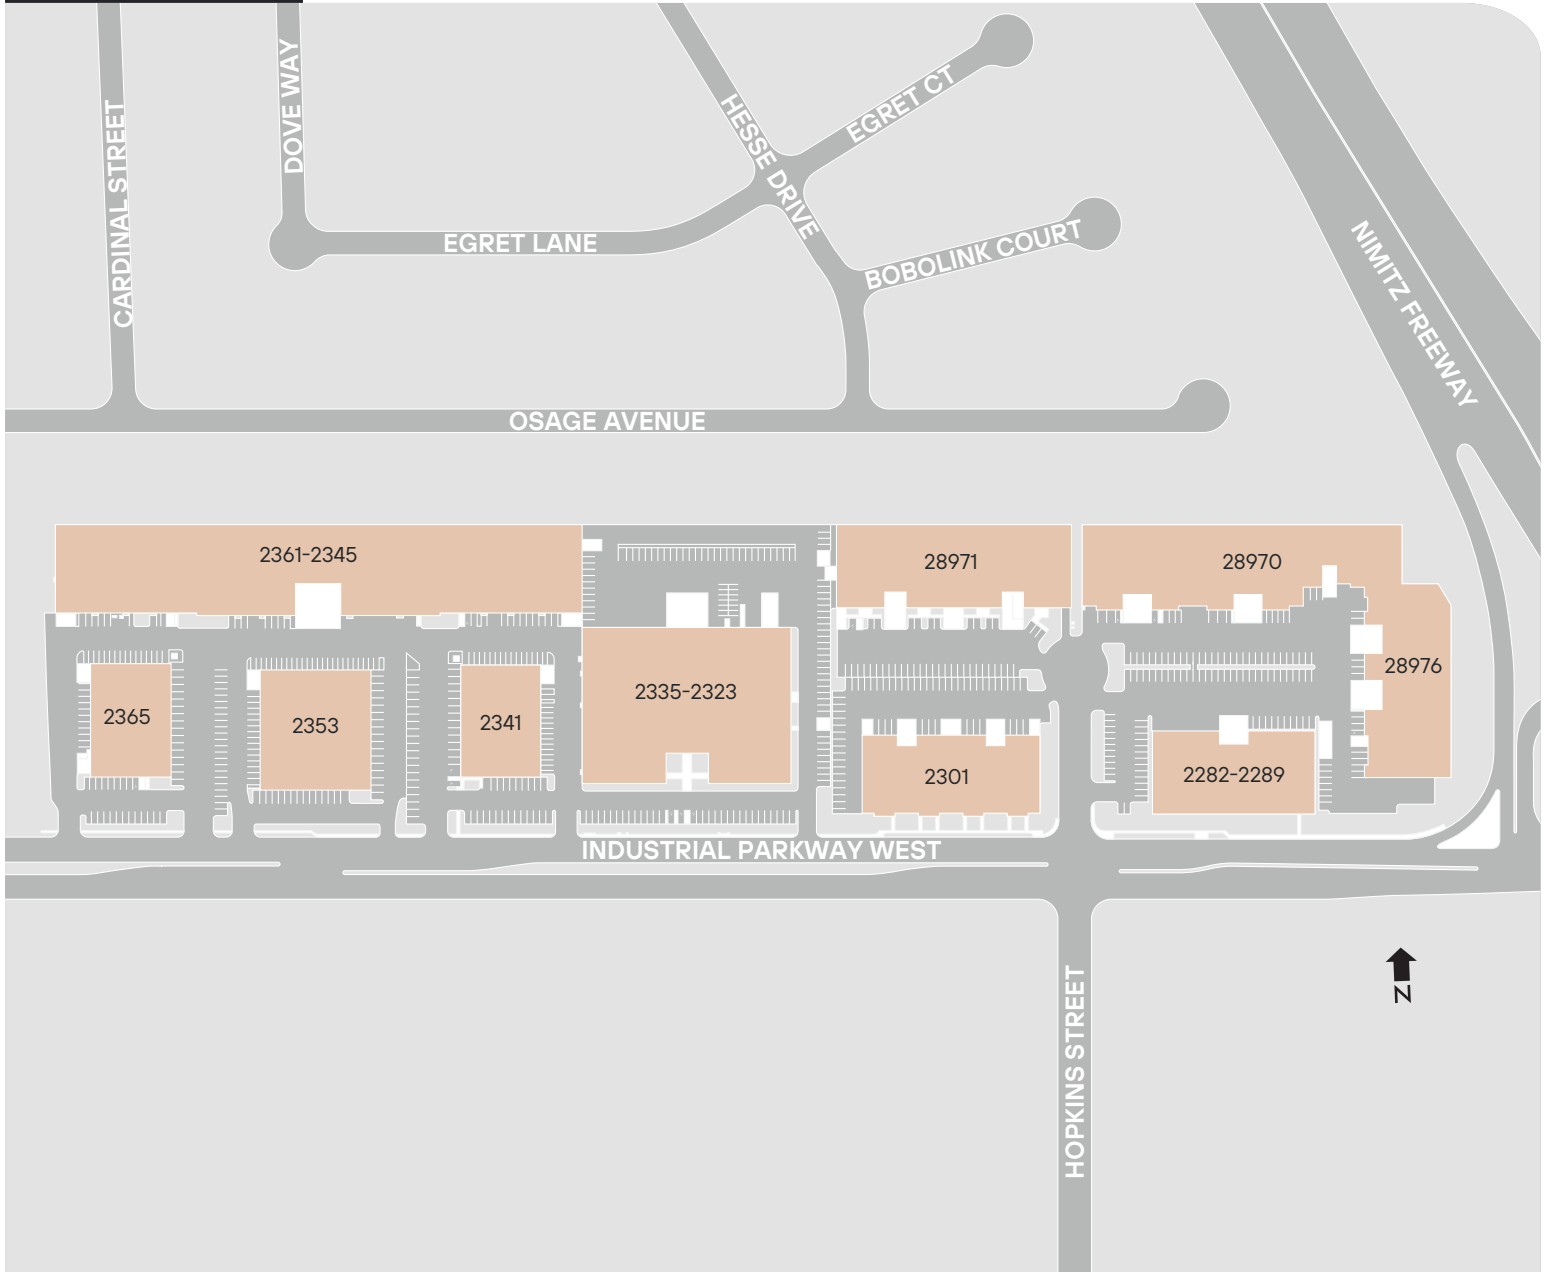 CARDINAL STREET
DOVE WAY
HESSE DRIVE
EGRET CT
EGRET LANE
BOBOLINK COURT
NIMITZ FREEWAY
OSAGE AVENUE
2361-2345
28971
28970
28976
2365
2353
2341
2335-2323
2301
2282-2289
INDUSTRIAL PARKWAY WEST
HOPKINS STREET
N